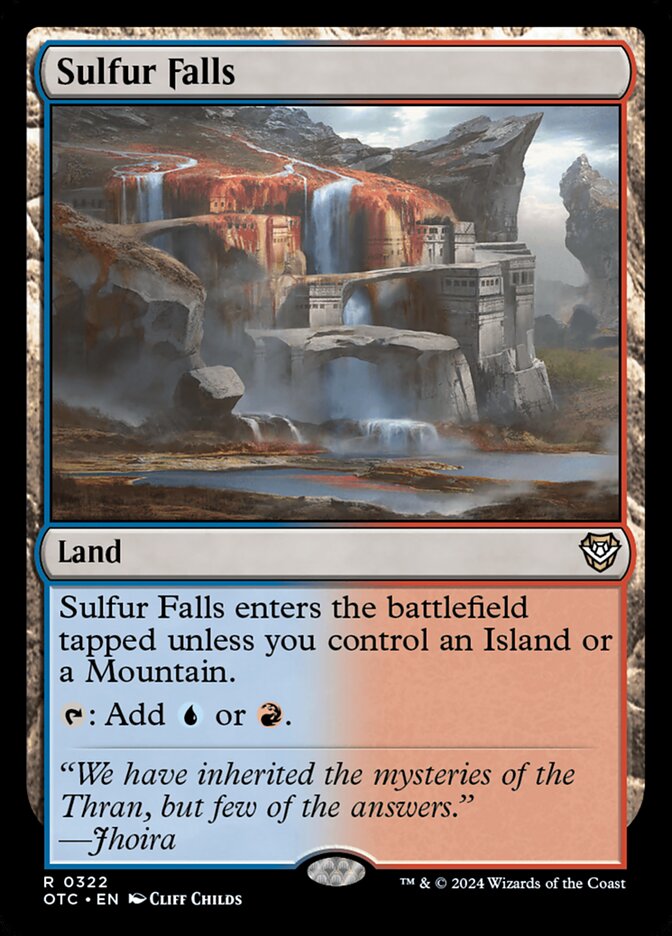 Sulfur Falls
Land
Sulfur Falls enters the battlefield
tapped unless you control an Island or
a Mountain.
: Add or .
“We have inherited the mysteries of the
Thran, but few of the answers.”
—Jhoira
R 0322
OTC • EN Cliff Childs
™ & © 2024 Wizards of the Coast